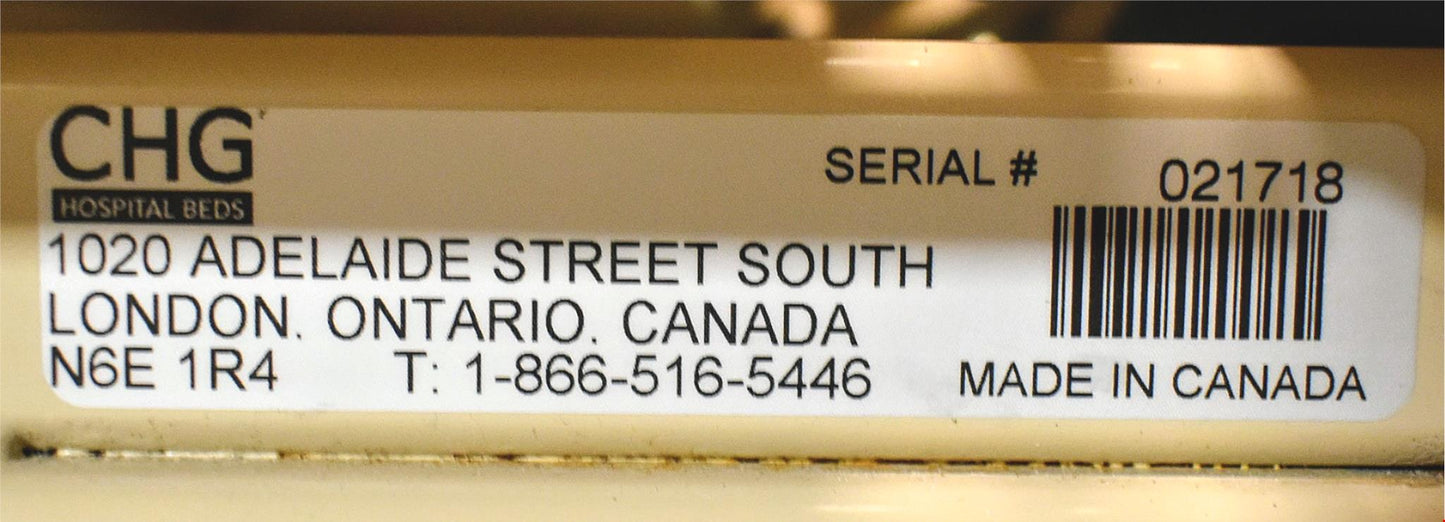 CHG
HOSPITAL BEDS
SERIAL # 021718
1020 ADELAIDE STREET SOUTH
LONDON, ONTARIO, CANADA
N6E 1R4 T: 1-866-516-5446
MADE IN CANADA